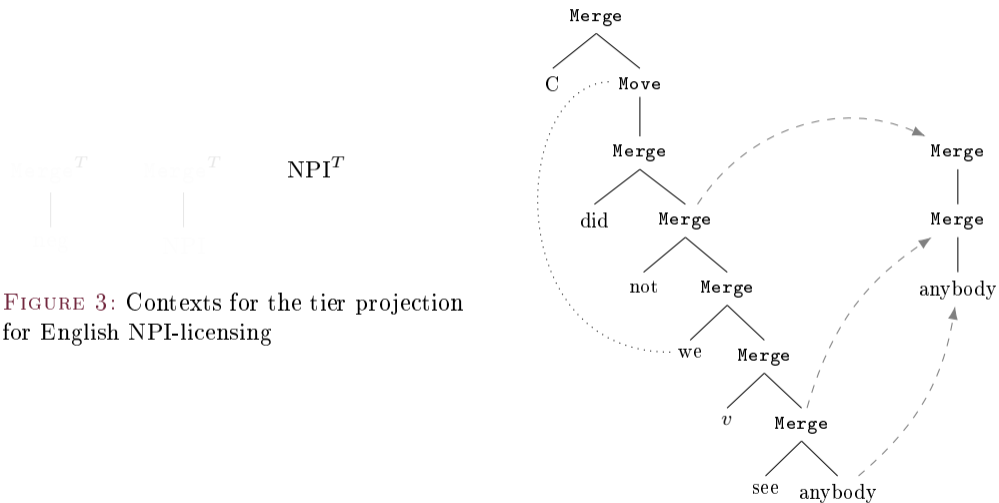 NPI^T
FIGURE 3: Contexts for the tier projection
for English NPI-licensing
Merge
C Move
Merge
did Merge
not Merge
we Merge
v Merge
see anybody
Merge
Merge
anybody